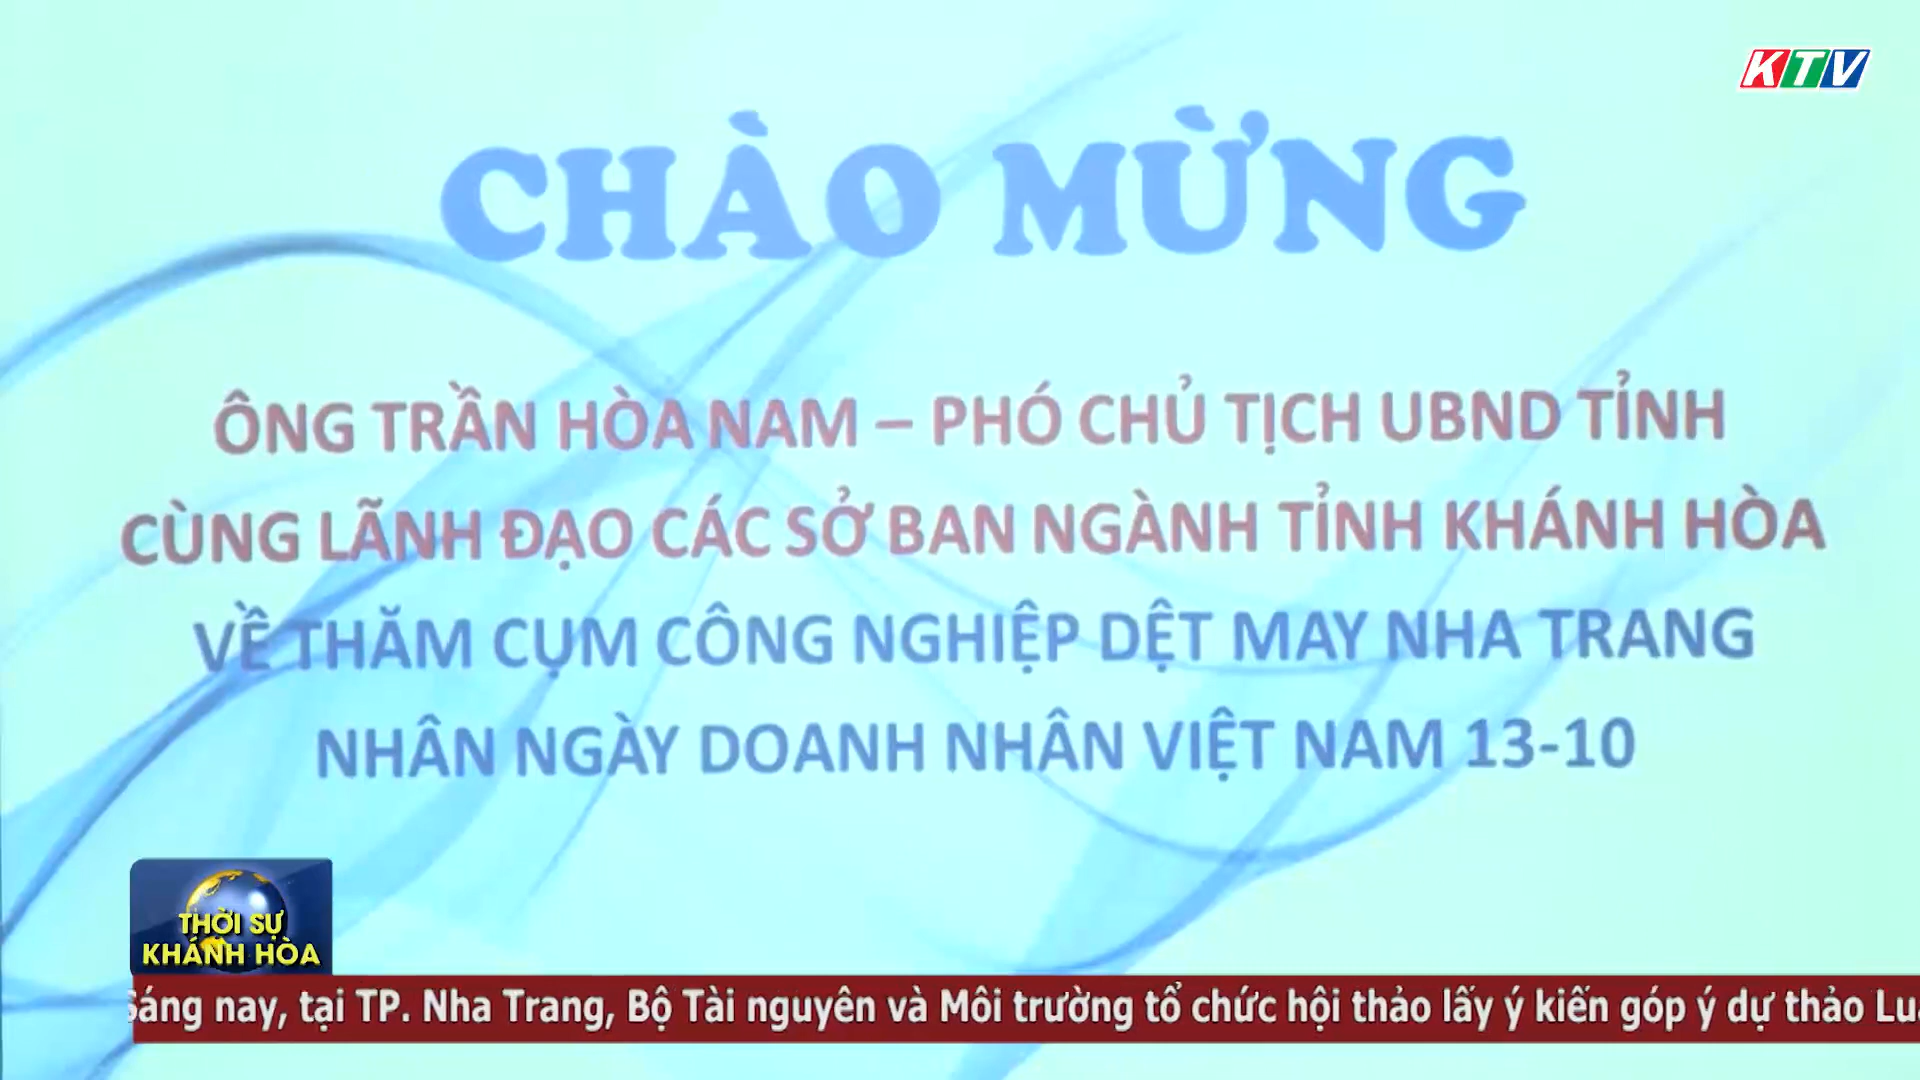 KTV
CHÀO MỪNG
ÔNG TRẦN HÒA NAM – PHÓ CHỦ TỊCH UBND TỈNH
CÙNG LÃNH ĐẠO CÁC SỞ BAN NGÀNH TỈNH KHÁNH HÒA
VỀ THĂM CỤM CÔNG NGHIỆP DỆT MAY NHA TRANG
NHÂN NGÀY DOANH NHÂN VIỆT NAM 13-10
THỜI SỰ
KHÁNH HÒA
Sáng nay, tại TP. Nha Trang, Bộ Tài nguyên và Môi trường tổ chức hội thảo lấy ý kiến góp ý dự thảo